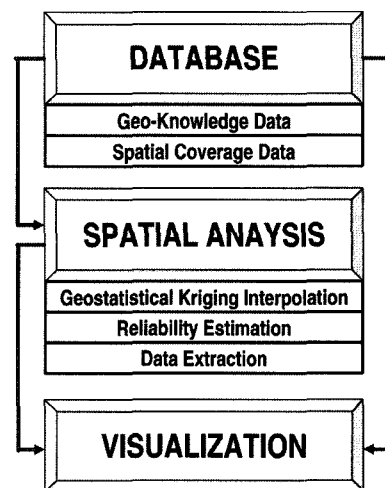 DATABASE
Geo-Knowledge Data
Spatial Coverage Data
SPATIAL ANAYSIS
Geostatistical Kriging Interpolation
Reliability Estimation
Data Extraction
VISUALIZATION